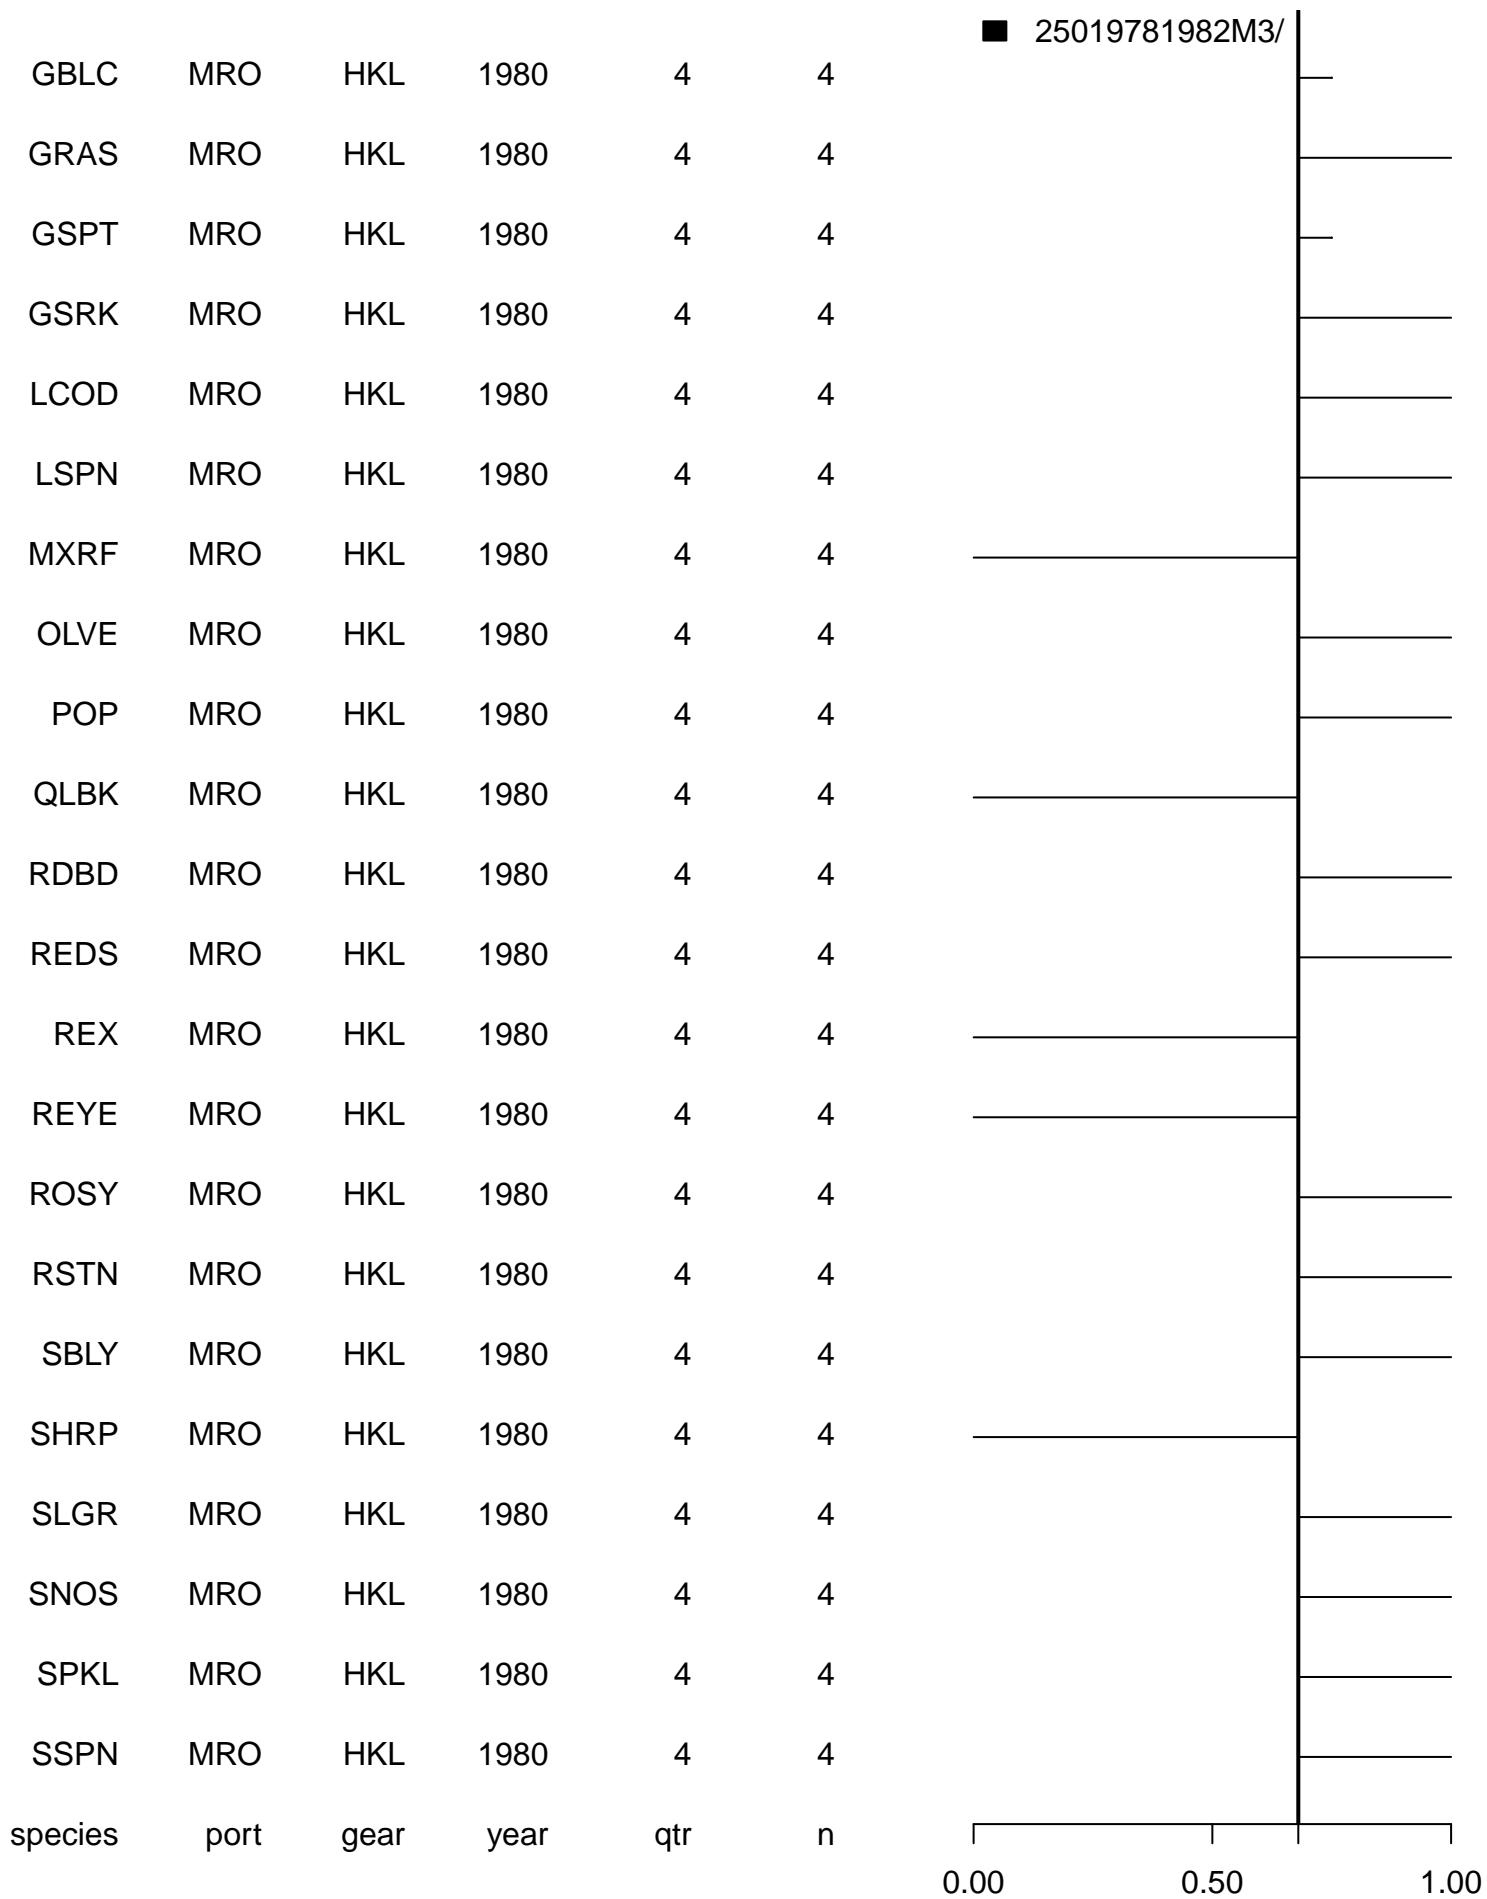 25019781982M3/
GBLC MRO HKL 1980 4 4
GRAS MRO HKL 1980 4 4
GSPT MRO HKL 1980 4 4
GSRK MRO HKL 1980 4 4
LCOD MRO HKL 1980 4 4
LSPN MRO HKL 1980 4 4
MXRF MRO HKL 1980 4 4
OLVE MRO HKL 1980 4 4
POP MRO HKL 1980 4 4
QLBK MRO HKL 1980 4 4
RDBD MRO HKL 1980 4 4
REDS MRO HKL 1980 4 4
REX MRO HKL 1980 4 4
REYE MRO HKL 1980 4 4
ROSY MRO HKL 1980 4 4
RSTN MRO HKL 1980 4 4
SBLY MRO HKL 1980 4 4
SHRP MRO HKL 1980 4 4
SLGR MRO HKL 1980 4 4
SNOS MRO HKL 1980 4 4
SPKL MRO HKL 1980 4 4
SSPN MRO HKL 1980 4 4
species port gear year qtr n
0.00 0.50 1.00